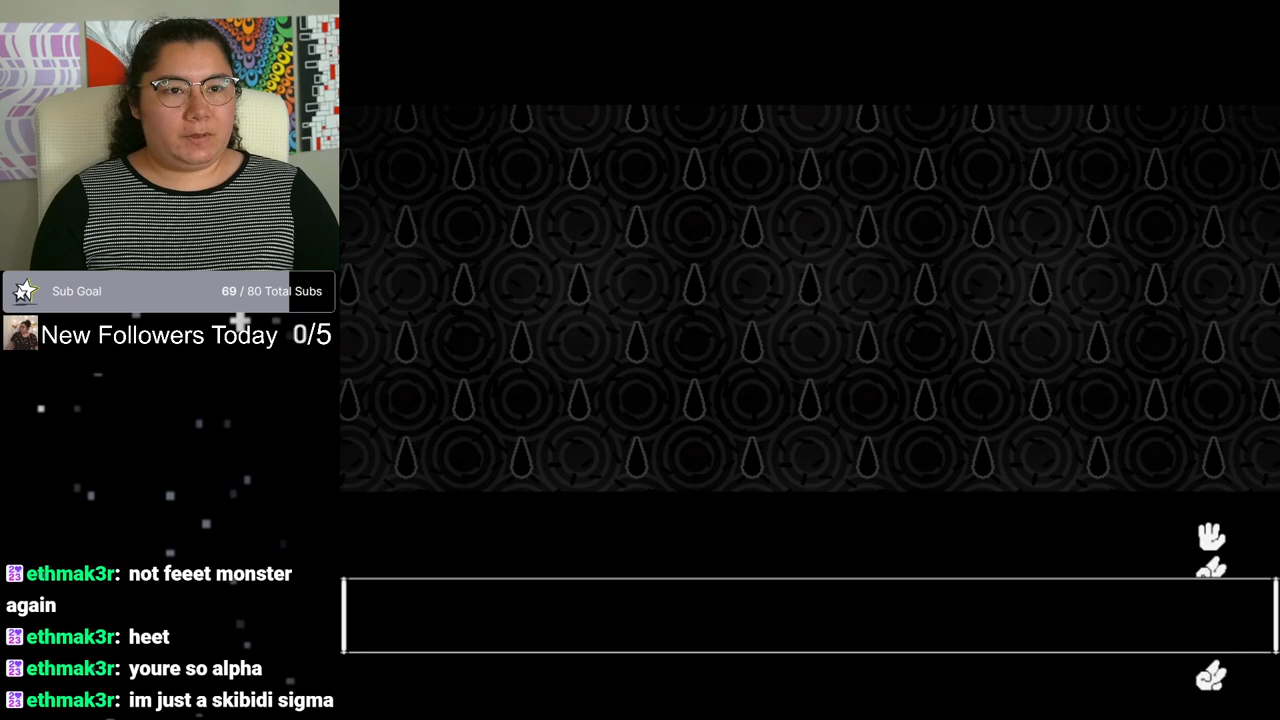 Sub Goal 69 / 80 Total Subs
New Followers Today 0/5
ethmak3r: not feeet monster
again
ethmak3r: heet
ethmak3r: youre so alpha
ethmak3r: im just a skibidi sigma